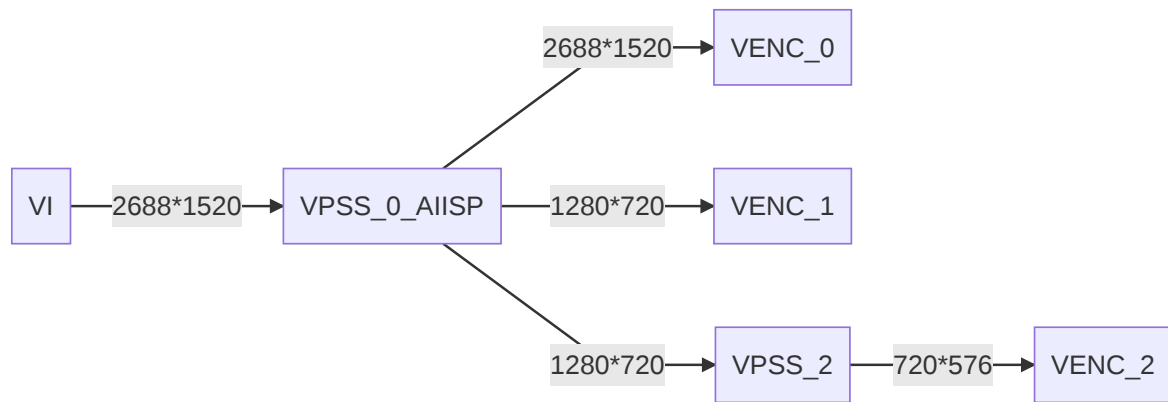 2688*1520
VENC_0
VI
2688*1520
VPSS_0_AIISP
1280*720
VENC_1
1280*720
VPSS_2
720*576
VENC_2